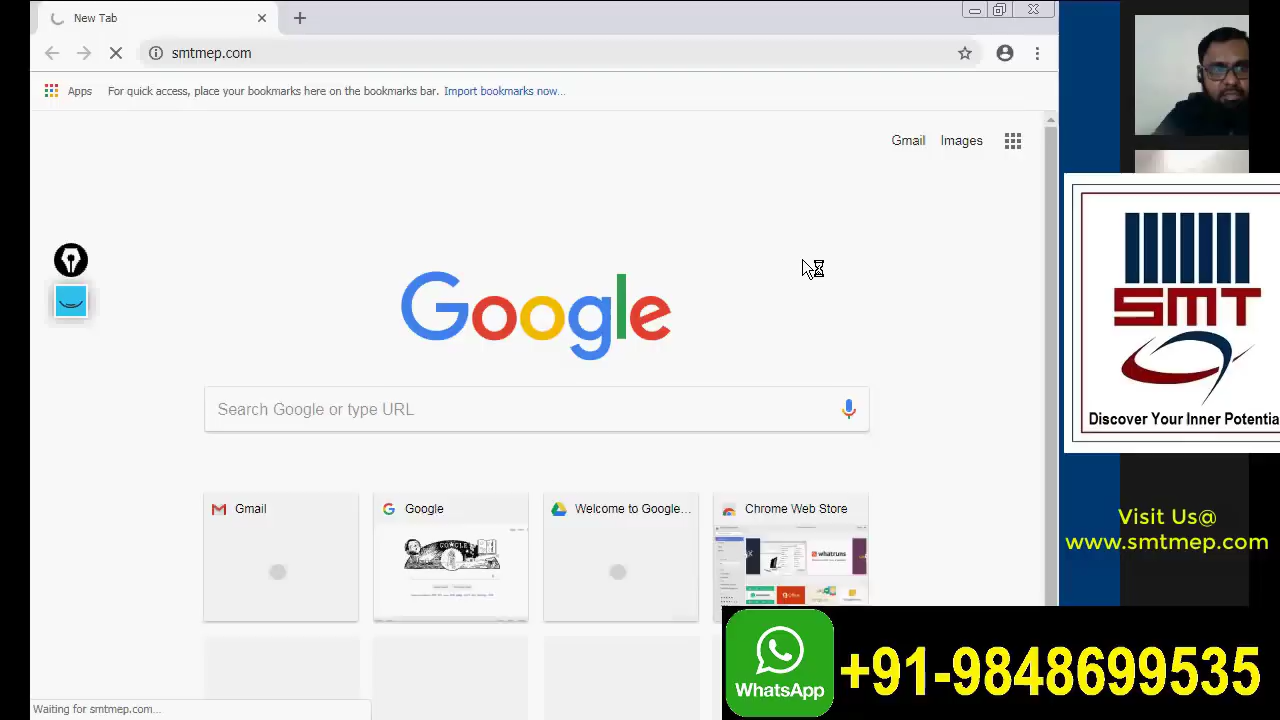 New Tab
smtmep.com
Apps
For quick access, place your bookmarks here on the bookmarks bar. Import bookmarks now...
Gmail Images
Google
Search Google or type URL
Gmail
Google
Welcome to Google...
Chrome Web Store
whatruns
Office
Waiting for smtmep.com...
SMT
Discover Your Inner Potentia
Visit Us@
www.smtmep.com
WhatsApp
+91-9848699535